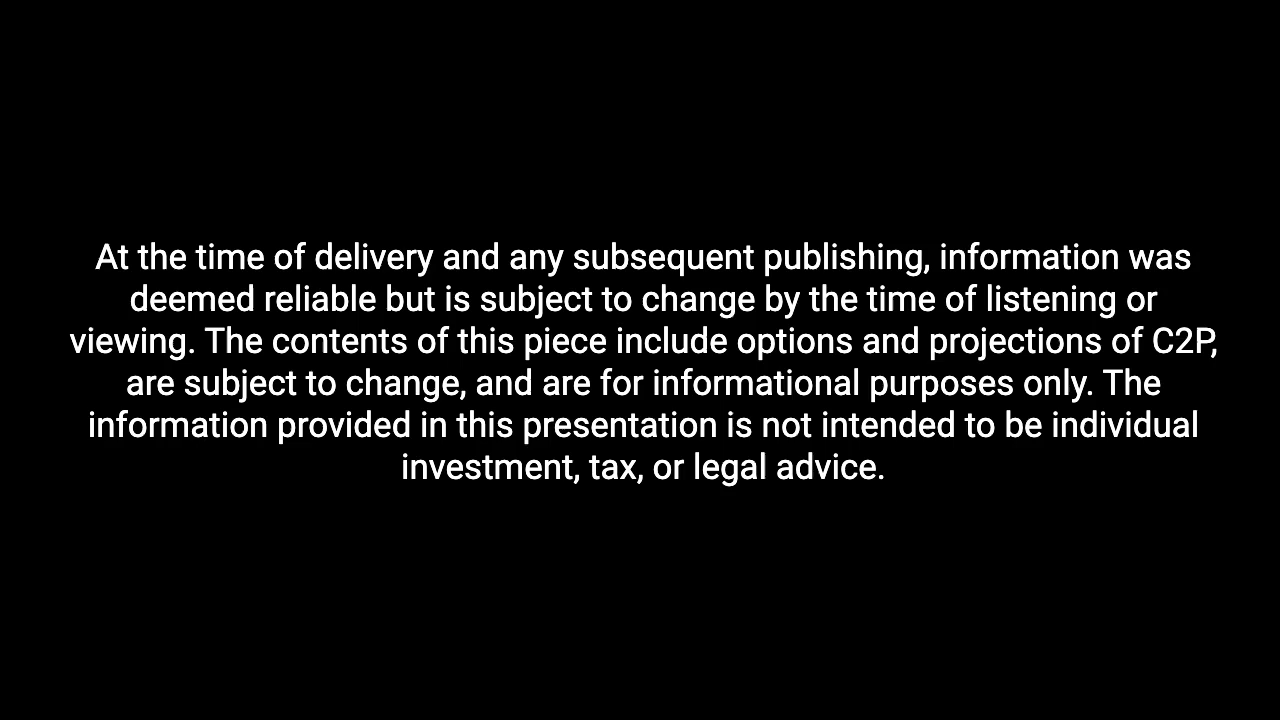 At the time of delivery and any subsequent publishing, information was
deemed reliable but is subject to change by the time of listening or
viewing. The contents of this piece include options and projections of C2P,
are subject to change, and are for informational purposes only. The
information provided in this presentation is not intended to be individual
investment, tax, or legal advice.